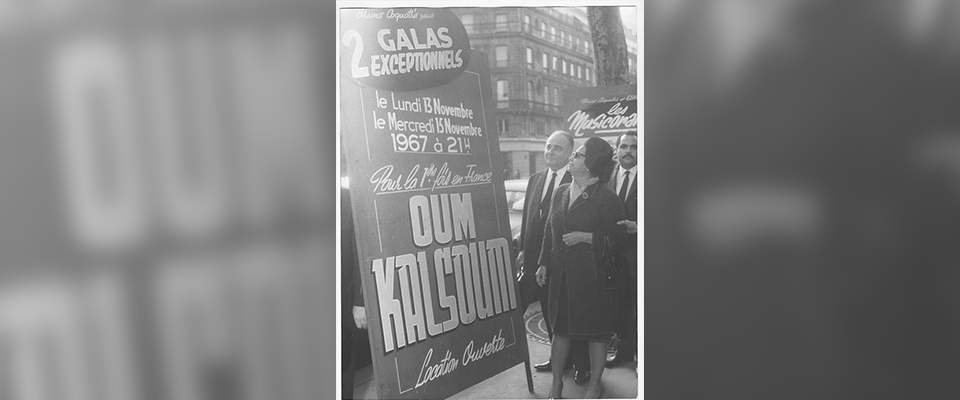 Bruno Coquatrix présente
2 GALAS
EXCEPTIONNELS
le Lundi 13 Novembre
le Mercredi 15 Novembre
1967 à 21H
Pour la 1ère fois en France
OUM
KALSOUM
Location Ouverte
les
Musicorama